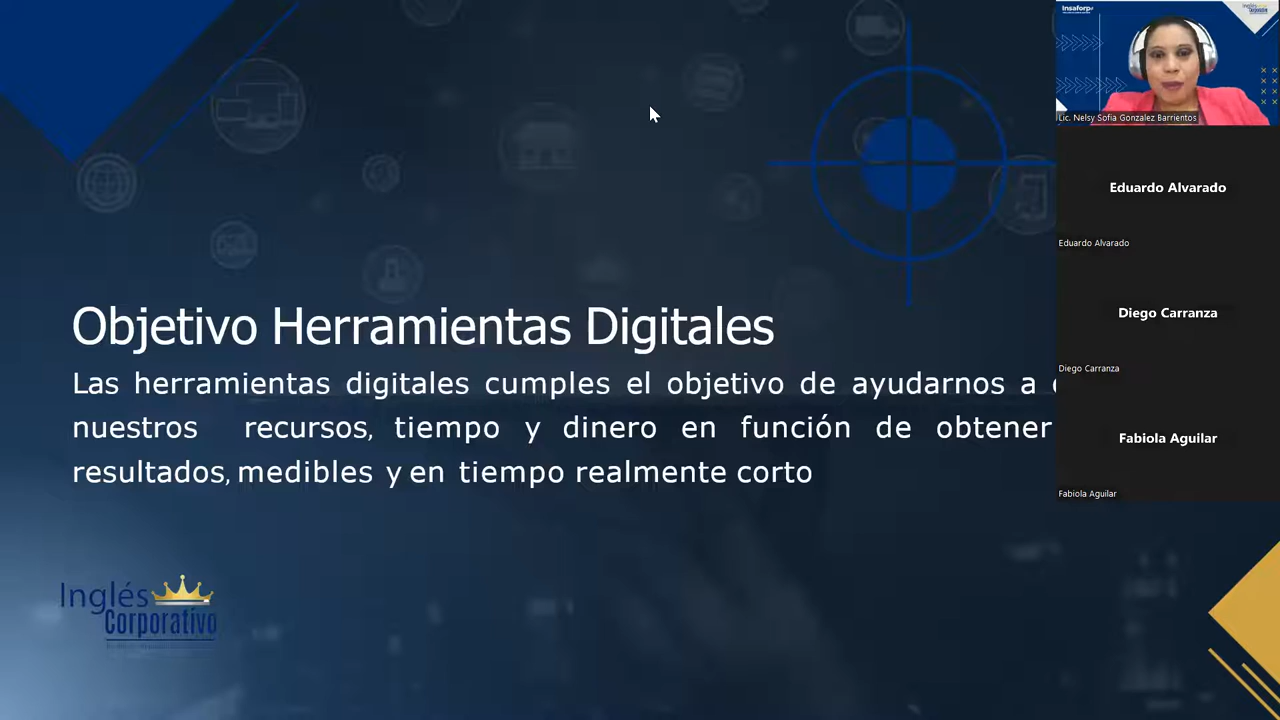 Insaforp
Inglés
Lic. Nelsy Sofia Gonzalez Barrientos
Eduardo Alvarado
Eduardo Alvarado
Diego Carranza
Diego Carranza
Fabiola Aguilar
Fabiola Aguilar
Objetivo Herramientas Digitales
Las herramientas digitales cumples el objetivo de ayudarnos a
nuestros recursos, tiempo y dinero en función de obtener
resultados, medibles y en tiempo realmente corto
Inglés
Corporativo